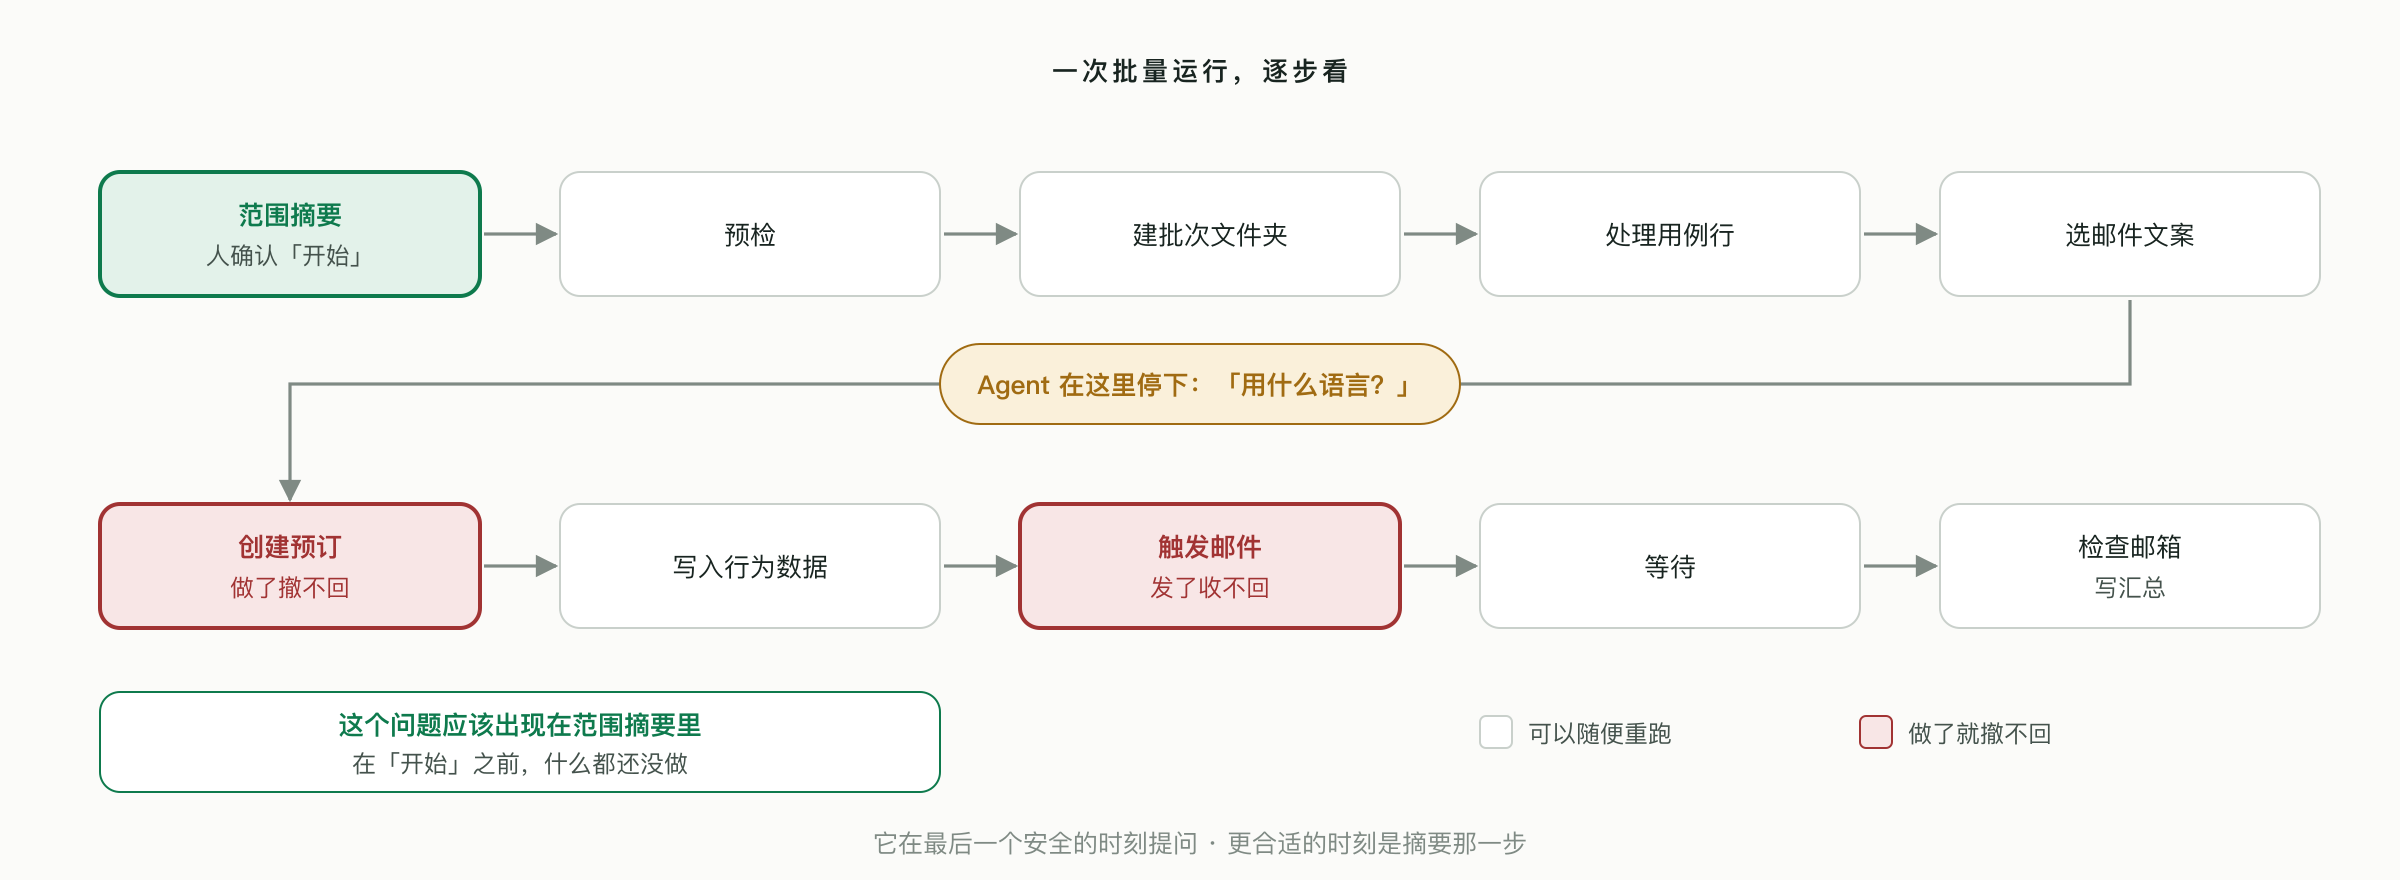 一次批量运行，逐步看
范围摘要
人确认「开始」
预检
建批次文件夹
处理用例行
选邮件文案
Agent 在这里停下：「用什么语言？」
创建预订
做了撤不回
写入行为数据
触发邮件
发了收不回
等待
检查邮箱
写汇总
这个问题应该出现在范围摘要里
在「开始」之前，什么都还没做
可以随便重跑
做了就撤不回
它在最后一个安全的时刻提问 · 更合适的时刻是摘要那一步